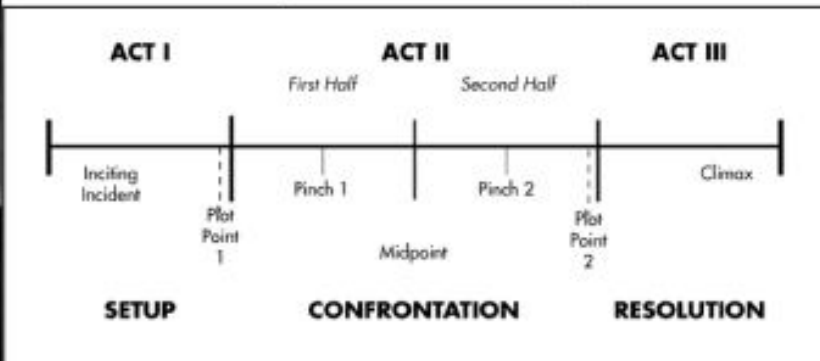 ACT I
ACT II
ACT III
First Half
Second Half
Inciting
Incident
Pinch 1
Pinch 2
Climax
Plot
Point
1
Plot
Point
2
Midpoint
SETUP
CONFRONTATION
RESOLUTION